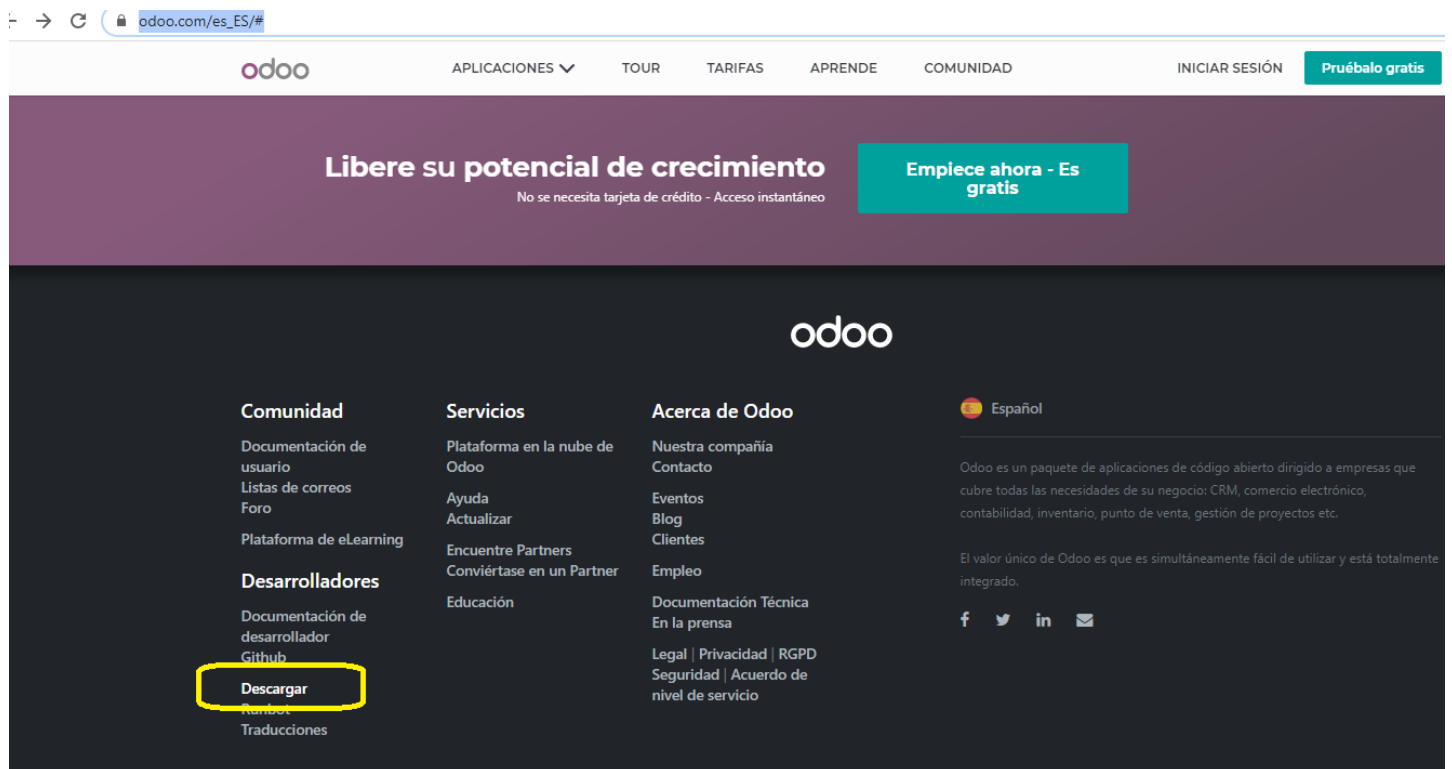 odoo.com/es_ES/#
odoo
APLICACIONES
TOUR
TARIFAS
APRENDE
COMUNIDAD
INICIAR SESIÓN
Pruébalo gratis
Libere su potencial de crecimiento
No se necesita tarjeta de crédito - Acceso instantáneo
Empiece ahora - Es
gratis
odoo
Comunidad
Documentación de
usuario
Listas de correos
Foro
Plataforma de eLearning
Desarrolladores
Documentación de
desarrollador
Github
Descargar
Runbot
Traducciones
Servicios
Plataforma en la nube de
Odoo
Ayuda
Actualizar
Encuentre Partners
Conviértase en un Partner
Educación
Acerca de Odoo
Nuestra compañía
Contacto
Eventos
Blog
Clientes
Empleo
Documentación Técnica
En la prensa
Legal | Privacidad | RGPD
Seguridad | Acuerdo de
nivel de servicio
Español
Odoo es un paquete de aplicaciones de código abierto dirigido a empresas que
cubre todas las necesidades de su negocio: CRM, comercio electrónico,
contabilidad, inventario, punto de venta, gestión de proyectos etc.
El valor único de Odoo es que es simultáneamente fácil de utilizar y está totalmente
integrado.